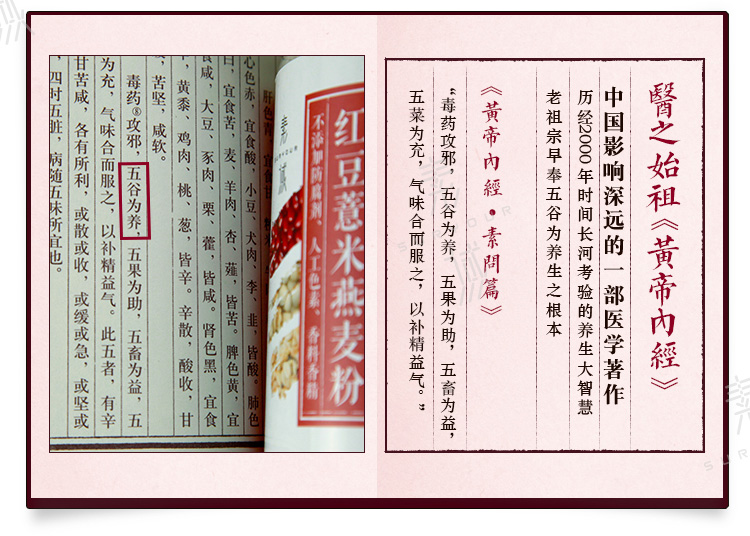 醫之始祖《黃帝內經》
中国影响深远的一部医学著作
历经2000年时间长河考验的养生大智慧
老祖宗早奉五谷为养生之根本
《黃帝內經·素問篇》
“毒药攻邪，五谷为养，五果为助，五畜为益，
五菜为充，气味合而服之，以补精益气。”
红豆薏米燕麦粉
不添加防腐剂、人工色素、香料香精
心色赤，宜食酸，小豆、犬肉、李、韭，皆酸。肺色
白，宜食苦，麦、羊肉、杏、薤，皆苦。脾色黄，宜
食咸，大豆、豕肉、栗、藿，皆咸。肾色黑，宜食
辛，黄黍、鸡肉、桃、葱，皆辛。辛散，酸收，甘
缓，苦坚，咸软。
毒药⑧攻邪，五谷为养，五果为助，五畜为益，五
菜为充，气味合而服之，以补精益气。此五者，有辛
甘苦咸，各有所利，或散或收，或缓或急，或坚或
，四时五脏，病随五味所宜也。